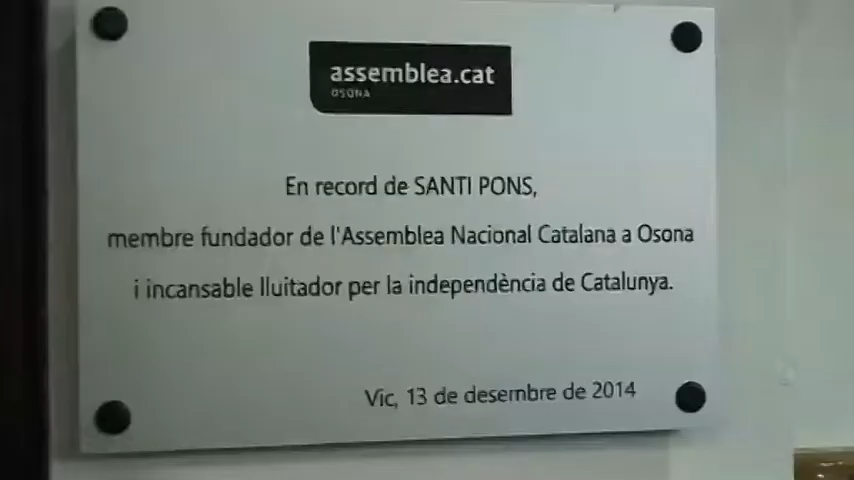 assemblea.cat
OSONA
En record de SANTI PONS,
membre fundador de l'Assemblea Nacional Catalana a Osona
i incansable lluitador per la independència de Catalunya.
Vic, 13 de desembre de 2014